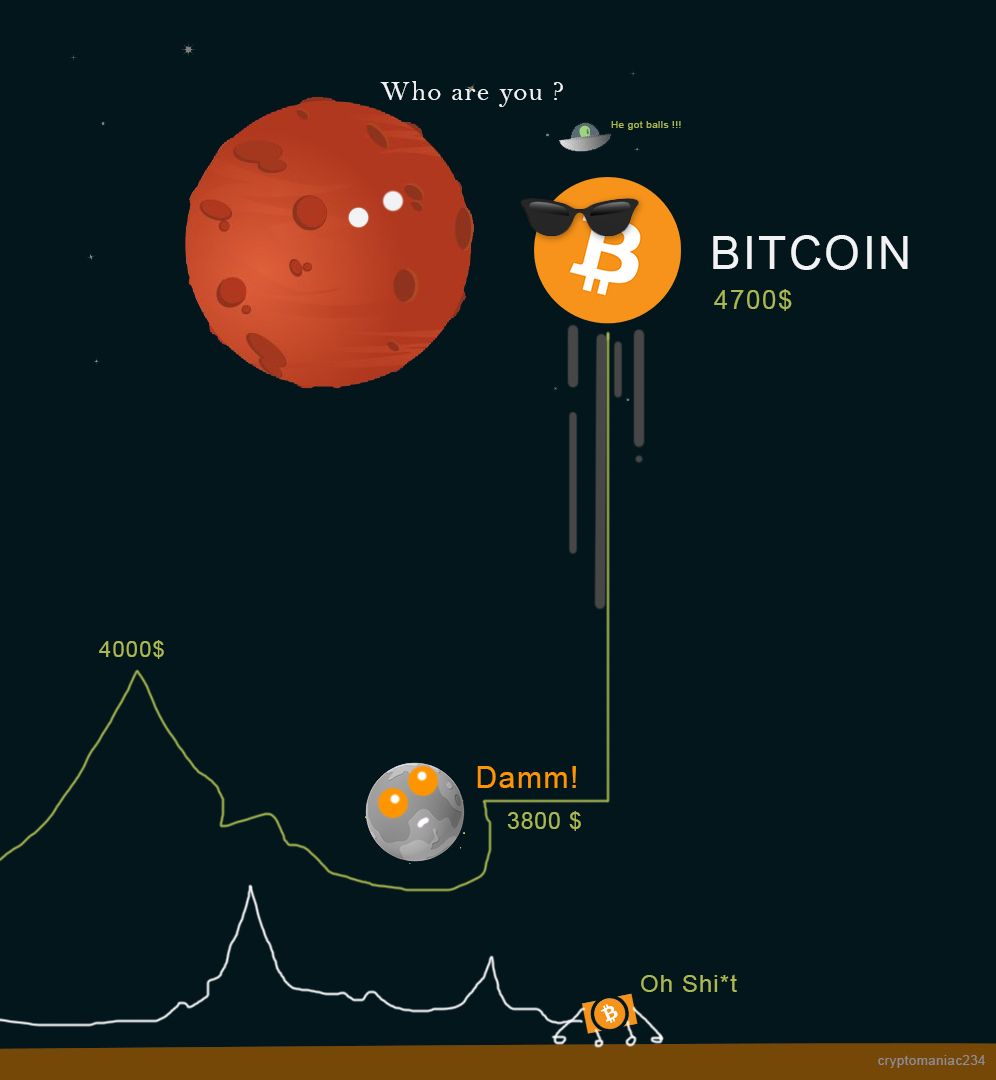 Who are you ?
He got balls !!!
BITCOIN
4700$
4000$
Damm!
3800 $
Oh Shi*t
cryptomaniac234